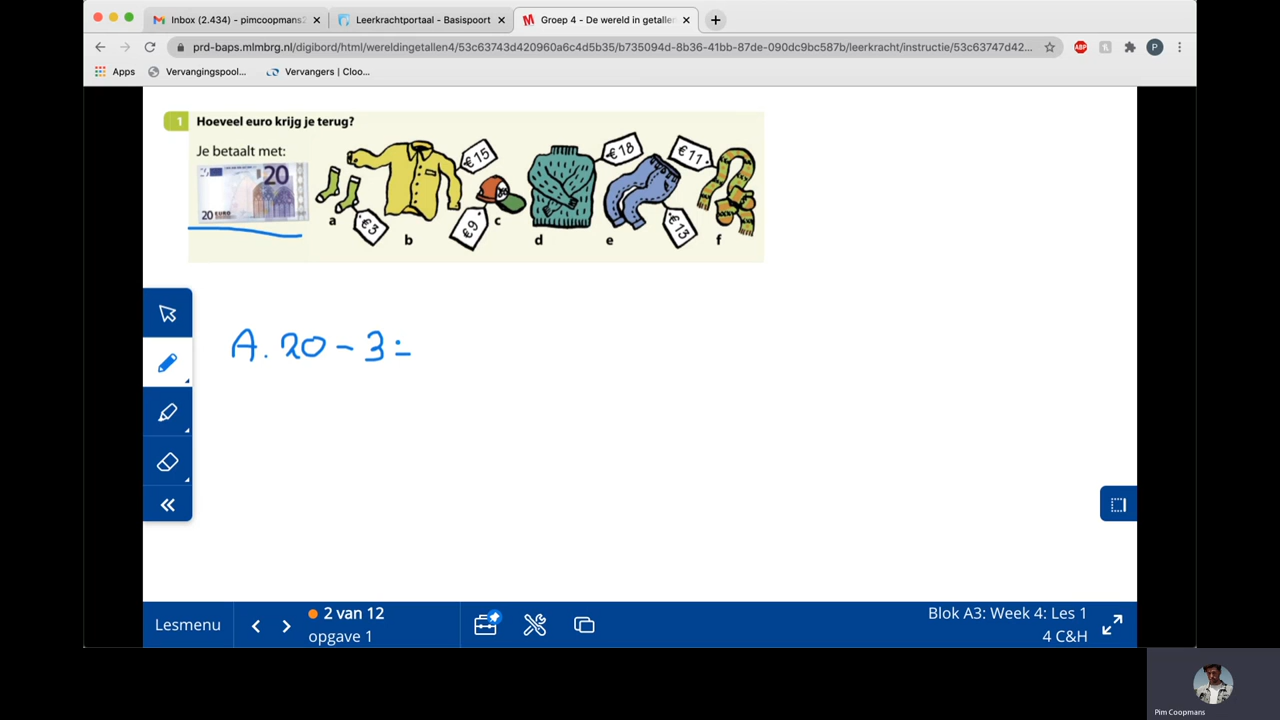 Inbox (2.434) - pimcoopmans2
Leerkrachtportaal - Basispoort
Groep 4 - De wereld in getallen
prd-baps.mlmbrg.nl/digibord/html/wereldingetallen4/53c63743d420960a6c4d5b35/b735094d-8b36-41bb-87de-090dc9bc587b/leerkracht/instructie/53c63747d42...
ABP
P
Apps
Vervangingspool...
Vervangers | Cloo...
1 Hoeveel euro krijg je terug?
Je betaalt met:
20
20 EURO
€15
€18
€11
€3
€9
€13
a
b
c
d
e
f
A. 20 - 3 =
Lesmenu
2 van 12
opgave 1
Blok A3: Week 4: Les 1
4 C&H
Pim Coopmans